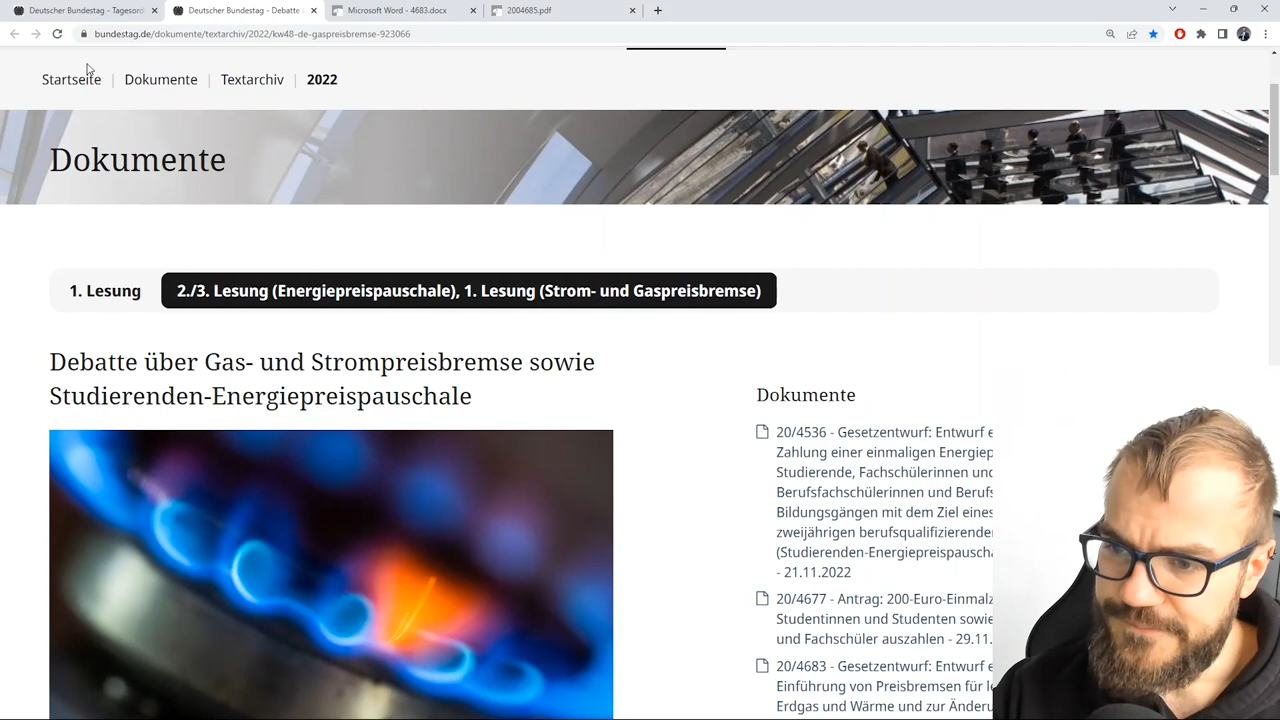 Deutscher Bundestag - Tagesord
Deutscher Bundestag - Debatte
Microsoft Word - 4683.docx
2004685.pdf
bundestag.de/dokumente/textarchiv/2022/kw48-de-gaspreisbremse-923066
Startseite | Dokumente | Textarchiv | 2022
Dokumente
1. Lesung
2./3. Lesung (Energiepreispauschale), 1. Lesung (Strom- und Gaspreisbremse)
Debatte über Gas- und Strompreisbremse sowie
Studierenden-Energiepreispauschale
Dokumente
20/4536 - Gesetzentwurf: Entwurf e
Zahlung einer einmaligen Energiep
Studierende, Fachschülerinnen und
Berufsfachschülerinnen und Berufs
Bildungsgängen mit dem Ziel eines
zweijährigen berufsqualifizierenden
(Studierenden-Energiepreispauscha
- 21.11.2022
20/4677 - Antrag: 200-Euro-Einmalz
Studentinnen und Studenten sowie
und Fachschüler auszahlen - 29.11.
20/4683 - Gesetzentwurf: Entwurf e
Einführung von Preisbremsen für le
Erdgas und Wärme und zur Änderu